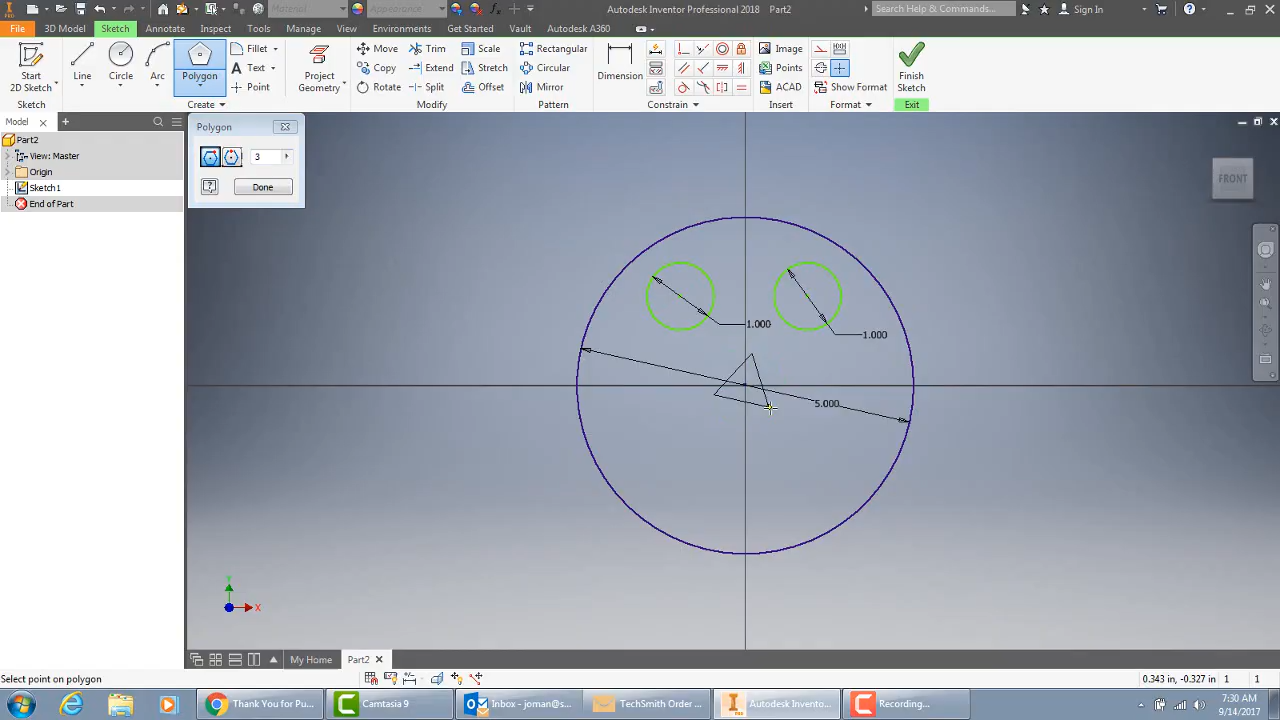 PRO
Material
Appearance
Autodesk Inventor Professional 2018 Part2
Search Help & Commands...
Sign In
File
3D Model
Sketch
Annotate
Inspect
Tools
Manage
View
Environments
Get Started
Vault
Autodesk A360
Start
2D Sketch
Line
Circle
Arc
Polygon
Fillet
Text
Point
Project
Geometry
Move
Copy
Rotate
Trim
Extend
Split
Scale
Stretch
Offset
Rectangular
Circular
Mirror
Dimension
Image
Points
ACAD
Show Format
Finish
Sketch
Sketch
Create
Modify
Pattern
Constrain
Insert
Format
Exit
Model
Polygon
3
Done
Part2
View: Master
Origin
Sketch1
End of Part
FRONT
1.000
1.000
5.000
Y
X
My Home
Part2
Select point on polygon
0.343 in, -0.327 in 1 1
Thank You for Pu...
Camtasia 9
Inbox - joman@s...
TechSmith Order ...
Autodesk Invento...
Recording...
7:30 AM
9/14/2017